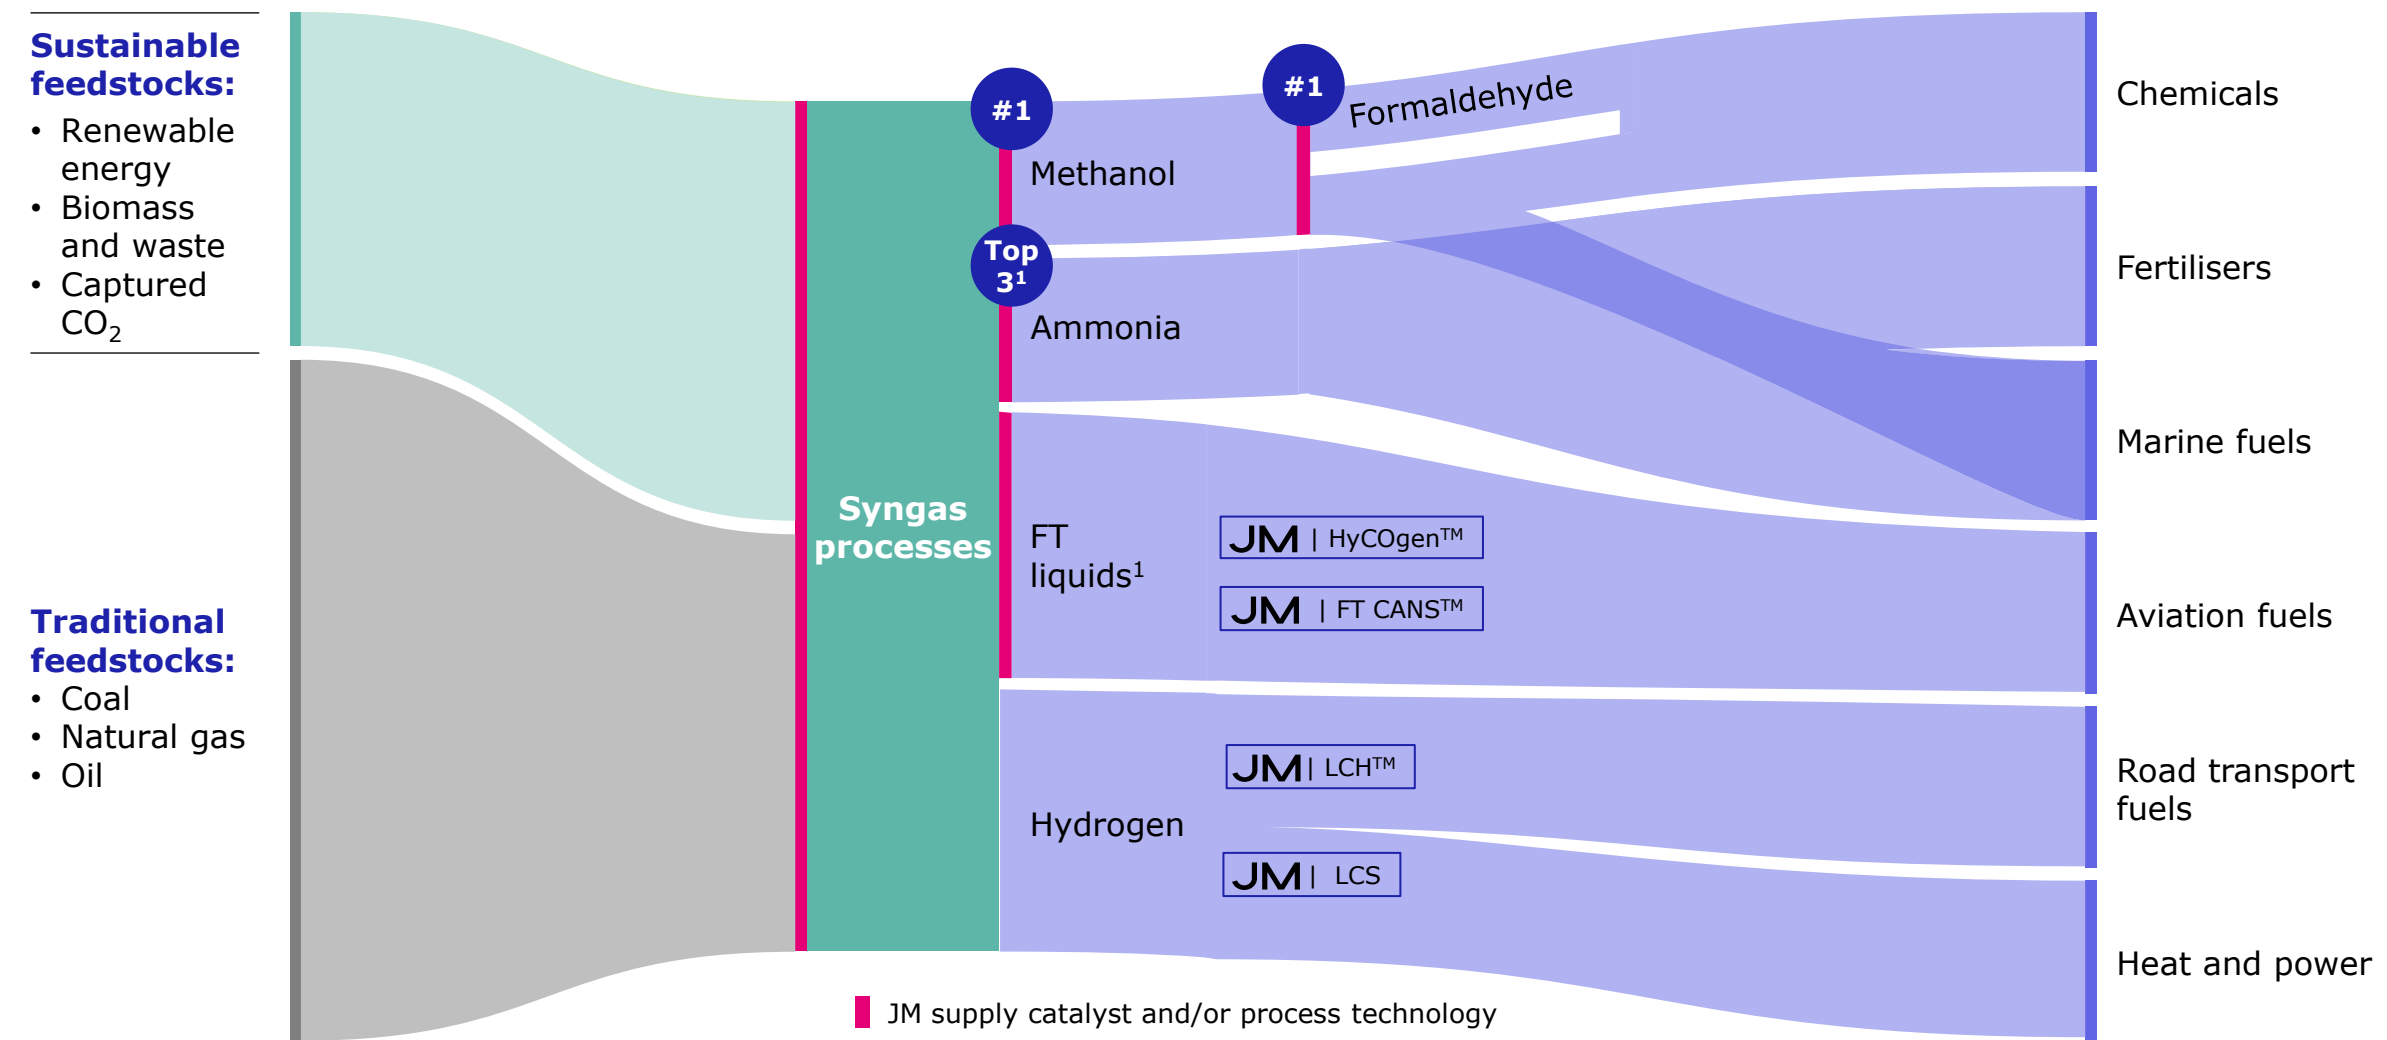 Sustainable
feedstocks:
• Renewable
energy
• Biomass
and waste
• Captured
CO₂
Traditional
feedstocks:
• Coal
• Natural gas
• Oil
Syngas
processes
#1
Methanol
Top
3¹
Ammonia
FT
liquids¹
Hydrogen
#1
Formaldehyde
JM | HyCOgen™
JM | FT CANS™
JM | LCH™
JM | LCS
Chemicals
Fertilisers
Marine fuels
Aviation fuels
Road transport
fuels
Heat and power
JM supply catalyst and/or process technology